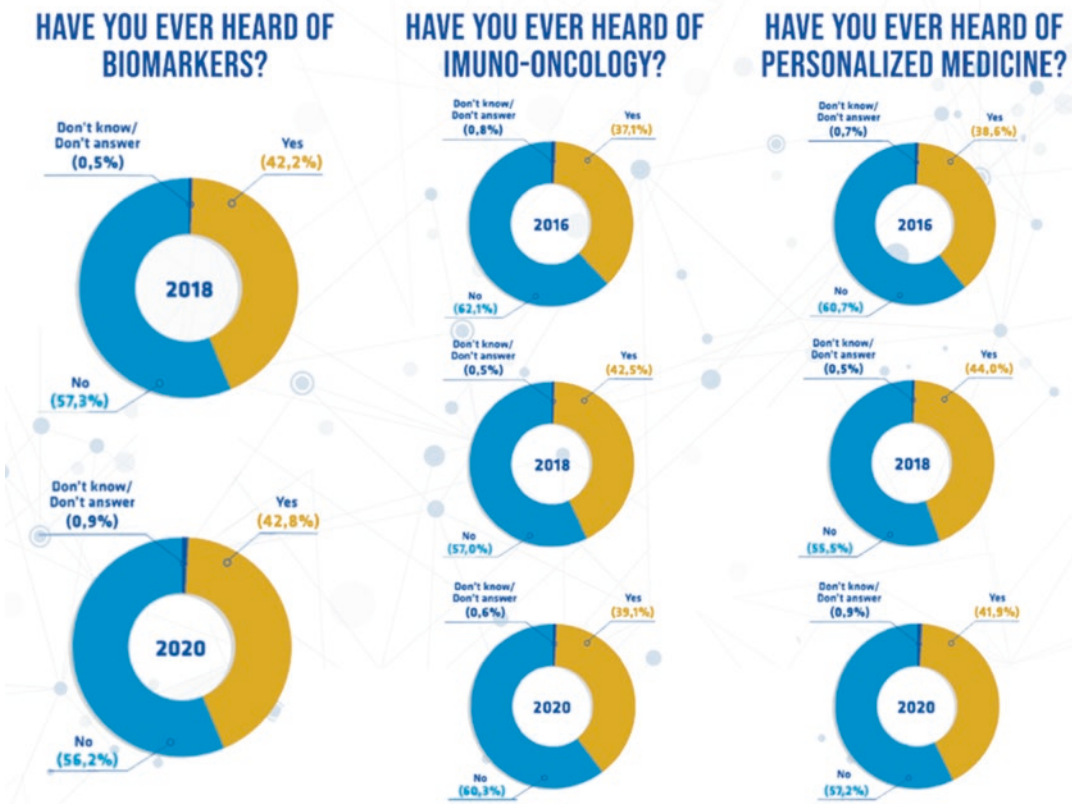 HAVE YOU EVER HEARD OF
BIOMARKERS?
Don't know/
Don't answer
(0,5%)
Yes
(42,2%)
2018
No
(57,3%)
Don't know/
Don't answer
(0,9%)
Yes
(42,8%)
2020
No
(56,2%)
HAVE YOU EVER HEARD OF
IMUNO-ONCOLOGY?
Don't know/
Don't answer
(0,8%)
Yes
(37,1%)
2016
No
(62,1%)
Don't know/
Don't answer
(0,5%)
Yes
(42,5%)
2018
No
(57,0%)
Don't know/
Don't answer
(0,6%)
Yes
(39,1%)
2020
No
(60,3%)
HAVE YOU EVER HEARD OF
PERSONALIZED MEDICINE?
Don't know/
Don't answer
(0,7%)
Yes
(38,6%)
2016
No
(60,7%)
Don't know/
Don't answer
(0,5%)
Yes
(44,0%)
2018
No
(55,5%)
Don't know/
Don't answer
(0,9%)
Yes
(41,9%)
2020
No
(57,2%)